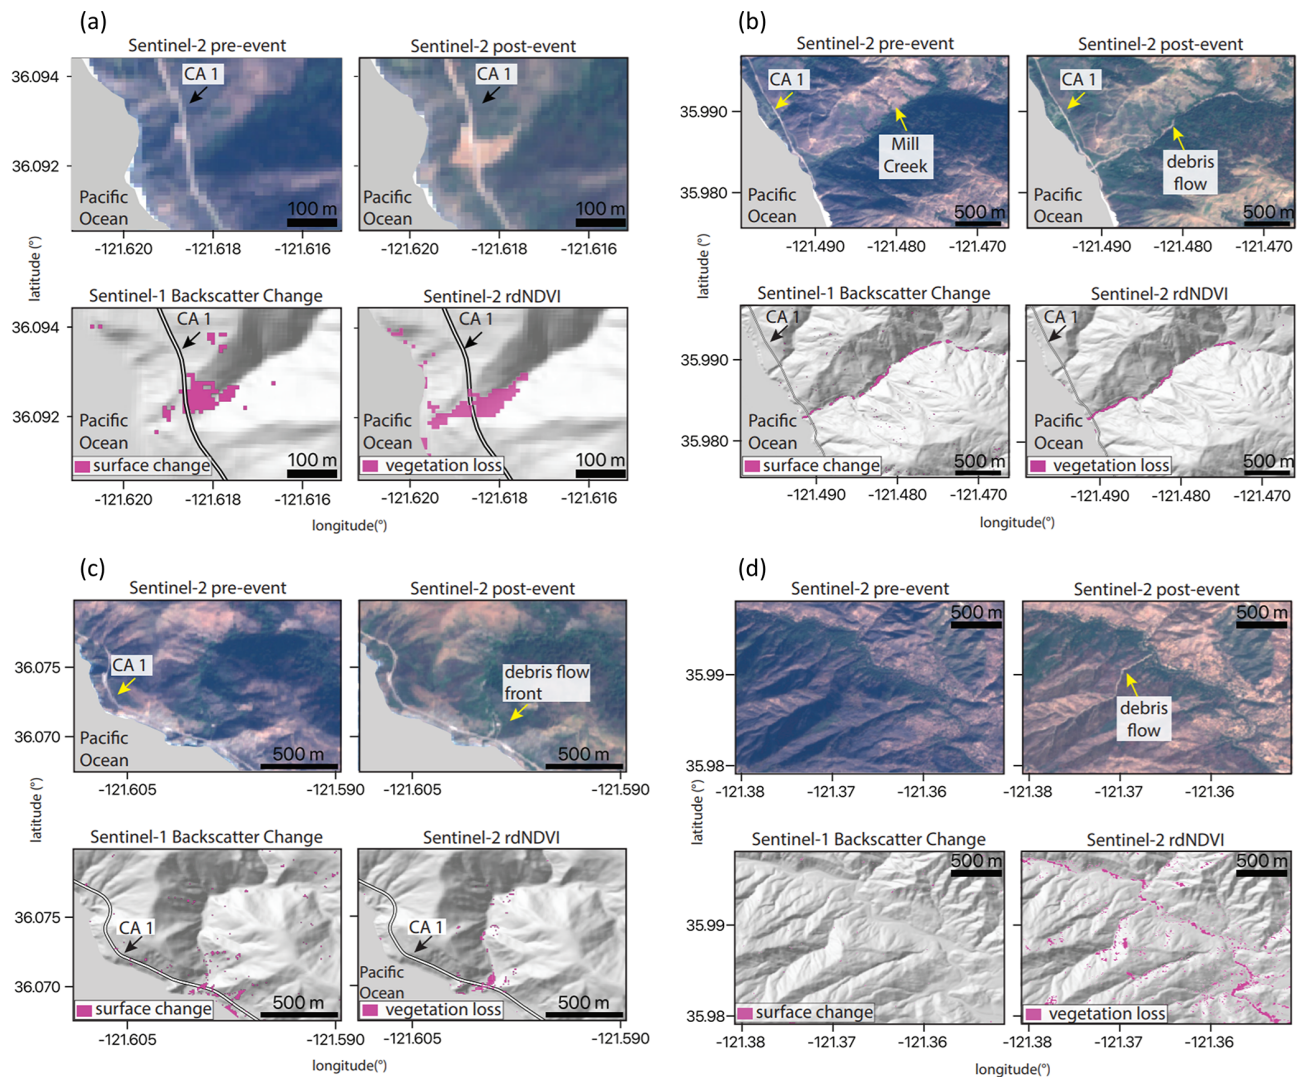 (a)
Sentinel-2 pre-event
Sentinel-2 post-event
36.094
36.092
CA 1
CA 1
Pacific
Ocean
Pacific
Ocean
100 m
100 m
-121.620
-121.618
-121.616
-121.620
-121.618
-121.616
latitude (°)
Sentinel-1 Backscatter Change
Sentinel-2 rdNDVI
36.094
36.092
CA 1
CA 1
Pacific
Ocean
Pacific
Ocean
surface change
100 m
vegetation loss
100 m
-121.620
-121.618
-121.616
-121.620
-121.618
-121.616
longitude(°)
(b)
Sentinel-2 pre-event
Sentinel-2 post-event
35.990
35.980
CA 1
Mill
Creek
CA 1
debris
flow
Pacific
Ocean
Pacific
Ocean
500 m
500 m
-121.490
-121.480
-121.470
-121.490
-121.480
-121.470
latitude (°)
Sentinel-1 Backscatter Change
Sentinel-2 rdNDVI
35.990
35.980
CA 1
CA 1
Pacific
Ocean
Pacific
Ocean
surface change
500 m
vegetation loss
500 m
-121.490
-121.480
-121.470
-121.490
-121.480
-121.470
longitude(°)
(c)
Sentinel-2 pre-event
Sentinel-2 post-event
36.075
36.070
CA 1
debris flow
front
Pacific
Ocean
500 m
500 m
-121.605
-121.590
-121.605
-121.590
latitude (°)
Sentinel-1 Backscatter Change
Sentinel-2 rdNDVI
36.075
36.070
CA 1
CA 1
Pacific
Ocean
surface change
500 m
vegetation loss
500 m
-121.605
-121.590
-121.605
-121.590
longitude(°)
(d)
Sentinel-2 pre-event
Sentinel-2 post-event
500 m
500 m
35.99
35.98
debris
flow
-121.38
-121.37
-121.36
-121.38
-121.37
-121.36
latitude (°)
Sentinel-1 Backscatter Change
Sentinel-2 rdNDVI
500 m
500 m
35.99
35.98
surface change
vegetation loss
-121.38
-121.37
-121.36
-121.38
-121.37
-121.36
longitude(°)